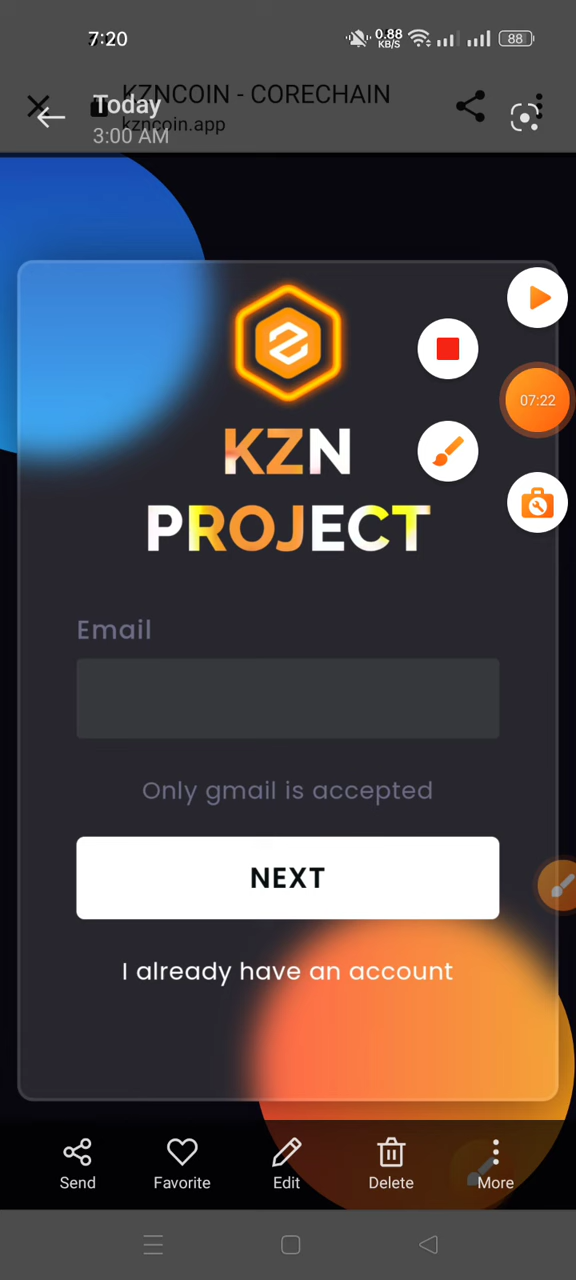 7:20
0.88
KB/S
88
KZNCOIN - CORECHAIN
Today
kzncoin.app
3:00 AM
07:22
KZN
PROJECT
Email
Only gmail is accepted
NEXT
I already have an account
Send
Favorite
Edit
Delete
More